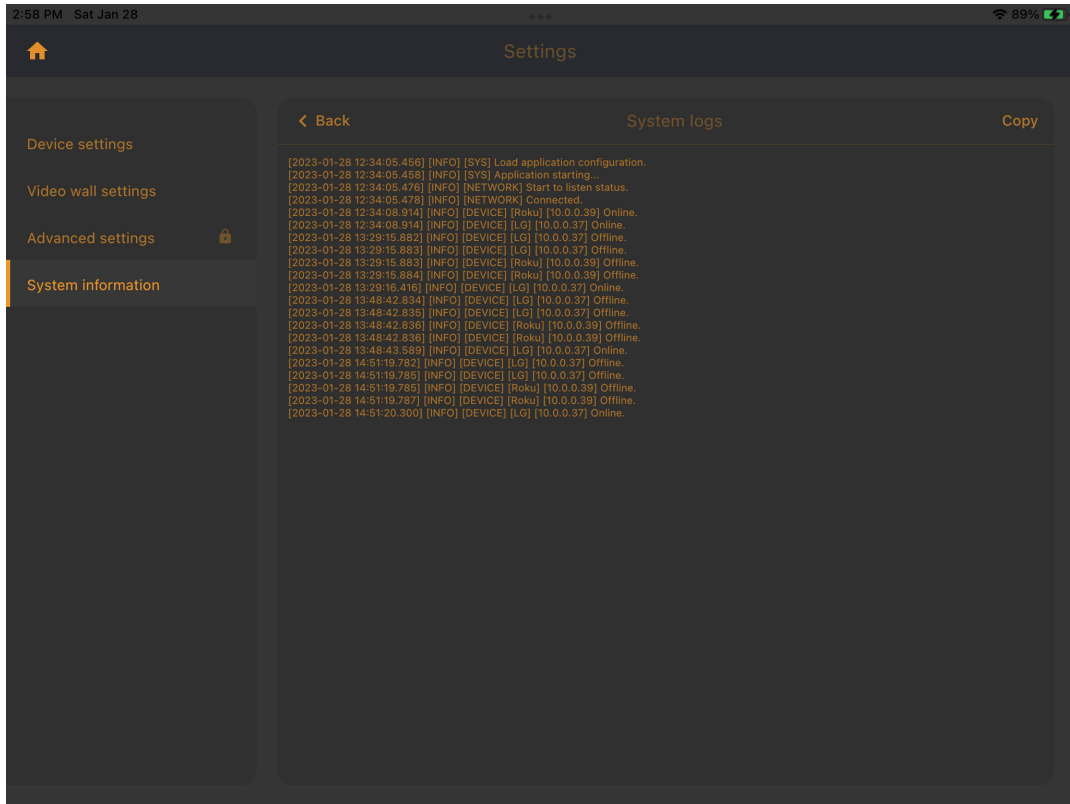 2:58 PM Sat Jan 28
89%
Settings
Device settings
Video wall settings
Advanced settings
System information
Back
System logs
Copy
[2023-01-28 12:34:05.456] [INFO] [SYS] Load application configuration.
[2023-01-28 12:34:05.458] [INFO] [SYS] Application starting...
[2023-01-28 12:34:05.476] [INFO] [NETWORK] Start to listen status.
[2023-01-28 12:34:05.478] [INFO] [NETWORK] Connected.
[2023-01-28 12:34:08.914] [INFO] [DEVICE] [Roku] [10.0.0.39] Online.
[2023-01-28 12:34:08.914] [INFO] [DEVICE] [LG] [10.0.0.37] Online.
[2023-01-28 13:29:15.882] [INFO] [DEVICE] [LG] [10.0.0.37] Offline.
[2023-01-28 13:29:15.883] [INFO] [DEVICE] [LG] [10.0.0.37] Offline.
[2023-01-28 13:29:15.883] [INFO] [DEVICE] [Roku] [10.0.0.39] Offline.
[2023-01-28 13:29:15.884] [INFO] [DEVICE] [Roku] [10.0.0.39] Offline.
[2023-01-28 13:29:16.416] [INFO] [DEVICE] [LG] [10.0.0.37] Online.
[2023-01-28 13:48:42.834] [INFO] [DEVICE] [LG] [10.0.0.37] Offline.
[2023-01-28 13:48:42.835] [INFO] [DEVICE] [LG] [10.0.0.37] Offline.
[2023-01-28 13:48:42.836] [INFO] [DEVICE] [Roku] [10.0.0.39] Offline.
[2023-01-28 13:48:42.836] [INFO] [DEVICE] [Roku] [10.0.0.39] Offline.
[2023-01-28 13:48:43.589] [INFO] [DEVICE] [LG] [10.0.0.37] Online.
[2023-01-28 14:51:19.782] [INFO] [DEVICE] [LG] [10.0.0.37] Offline.
[2023-01-28 14:51:19.785] [INFO] [DEVICE] [LG] [10.0.0.37] Offline.
[2023-01-28 14:51:19.785] [INFO] [DEVICE] [Roku] [10.0.0.39] Offline.
[2023-01-28 14:51:19.787] [INFO] [DEVICE] [Roku] [10.0.0.39] Offline.
[2023-01-28 14:51:20.300] [INFO] [DEVICE] [LG] [10.0.0.37] Online.